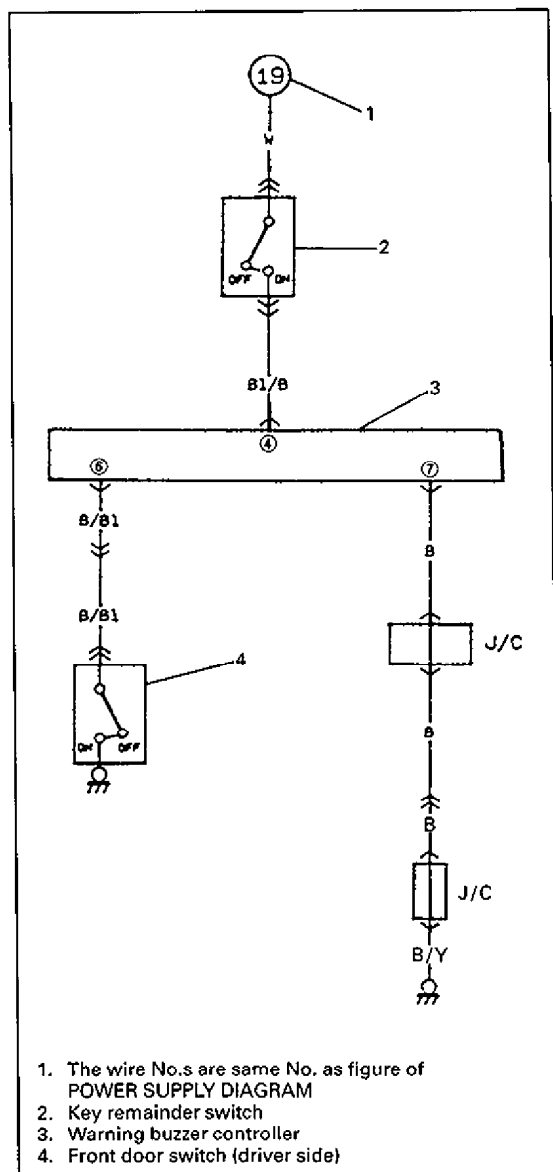 19
1
W
2
OFF ON
Bl/B
3
4
6
7
B/Bl
B
B/Bl
J/C
4
ON OFF
B
B
J/C
B/Y
1. The wire No.s are same No. as figure of
POWER SUPPLY DIAGRAM
2. Key remainder switch
3. Warning buzzer controller
4. Front door switch (driver side)